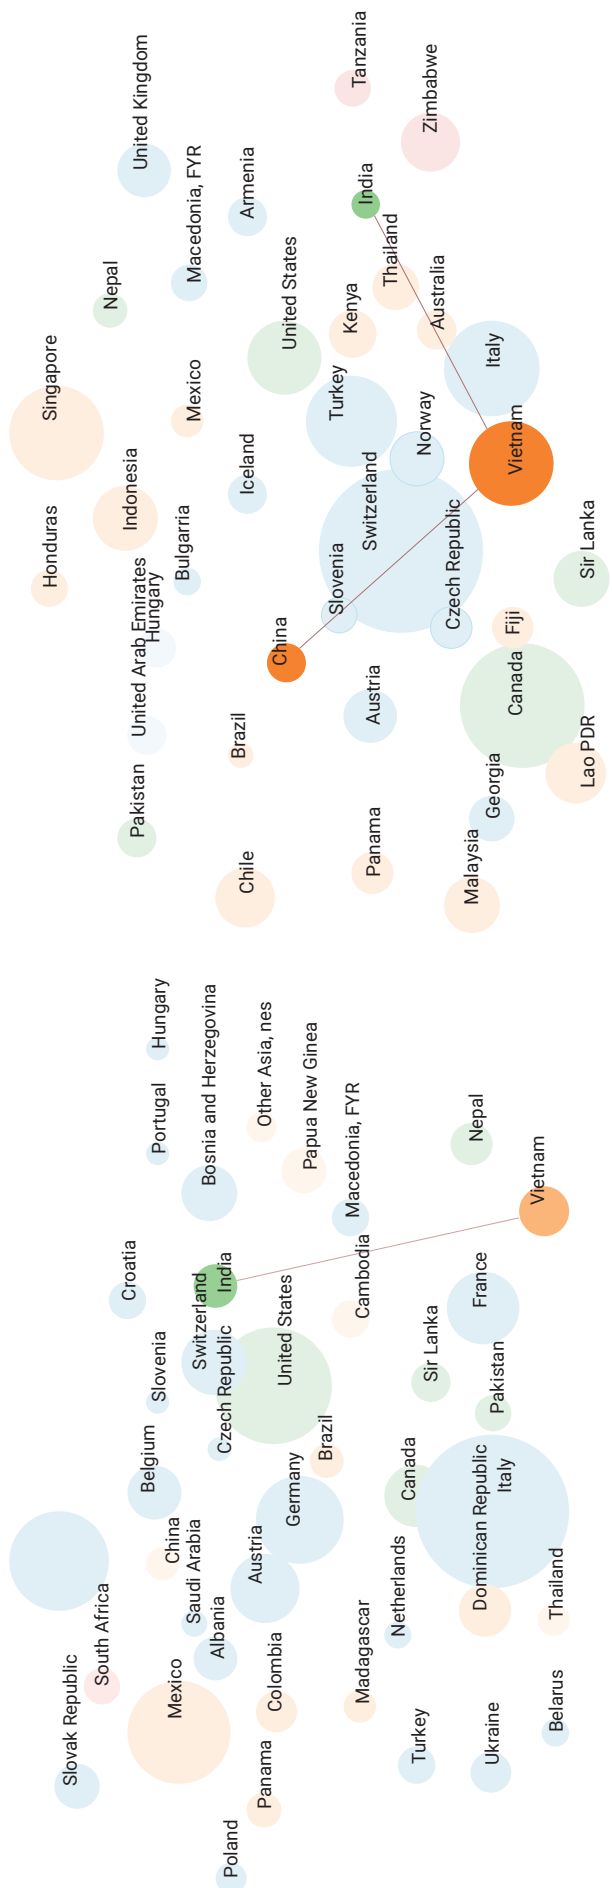 Tanzania
United Kingdom
Zimbabwe
Macedonia, FYR
Armenia
India
Nepal
Thailand
United States
Australia
Kenya
Singapore
Italy
Mexico
Turkey
Norway
Vietnam
Iceland
Switzerland
Indonesia
Honduras
Bulgarria
Sir Lanka
Slovenia
Czech Republic
United Arab Emirates
Hungary
Fiji
China
Canada
Austria
Brazil
Lao PDR
Pakistan
Georgia
Panama
Malaysia
Chile
Hungary
Bosnia and Herzegovina
Other Asia, nes
Portugal
Papua New Ginea
Macedonia, FYR
Nepal
Vietnam
Croatia
India
Switzerland
Cambodia
France
United States
Slovenia
Czech Republic
Sir Lanka
Pakistan
Belgium
Brazil
Canada
Germany
Dominican Republic
Italy
China
Austria
Saudi Arabia
Netherlands
Thailand
South Africa
Albania
Slovak Republic
Mexico
Colombia
Madagascar
Belarus
Turkey
Ukraine
Panama
Poland